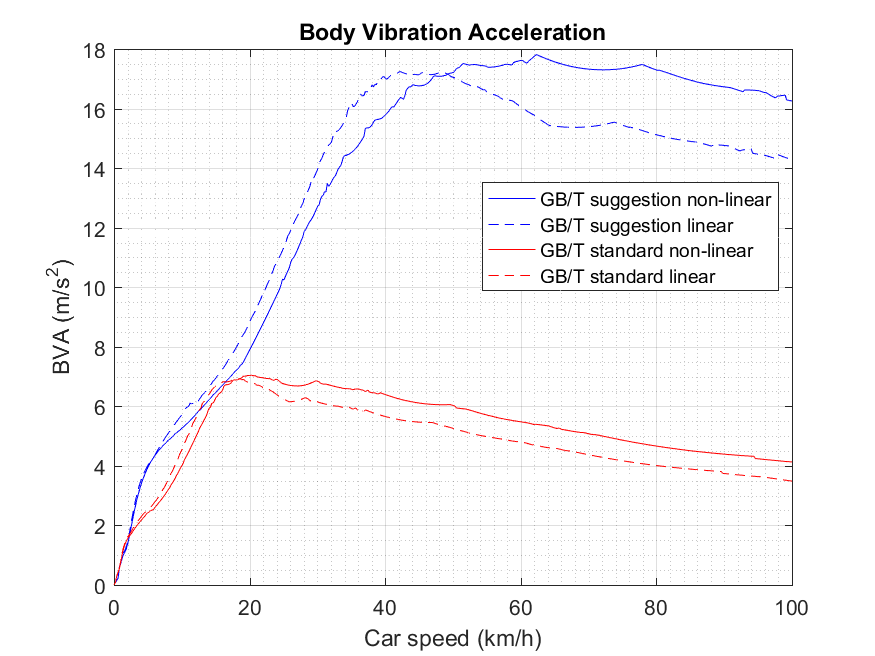 Body Vibration Acceleration
18
16
14
12
10
8
6
4
2
0
BVA (m/s²)
GB/T suggestion non-linear
GB/T suggestion linear
GB/T standard non-linear
GB/T standard linear
0 20 40 60 80 100
Car speed (km/h)